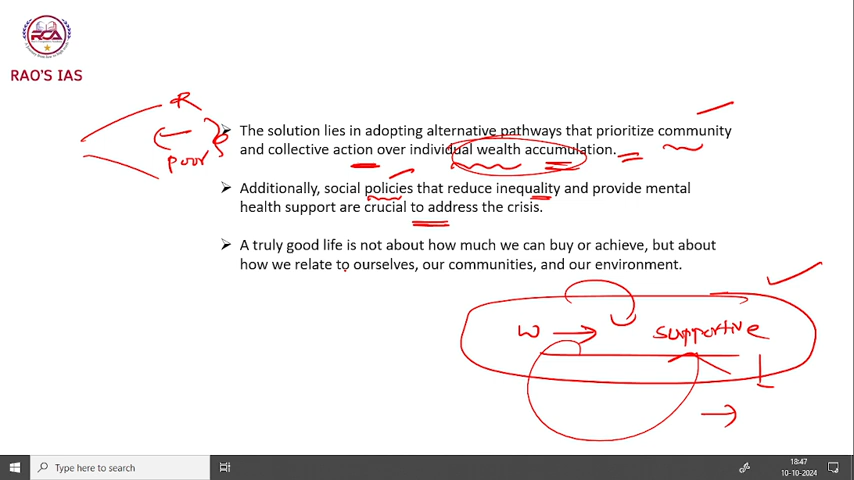 RCA
RAO'S IAS
R
poor
➢ The solution lies in adopting alternative pathways that prioritize community
and collective action over individual wealth accumulation.
➢ Additionally, social policies that reduce inequality and provide mental
health support are crucial to address the crisis.
➢ A truly good life is not about how much we can buy or achieve, but about
how we relate to ourselves, our communities, and our environment.
W → supportive
Type here to search
18:47
10-10-2024